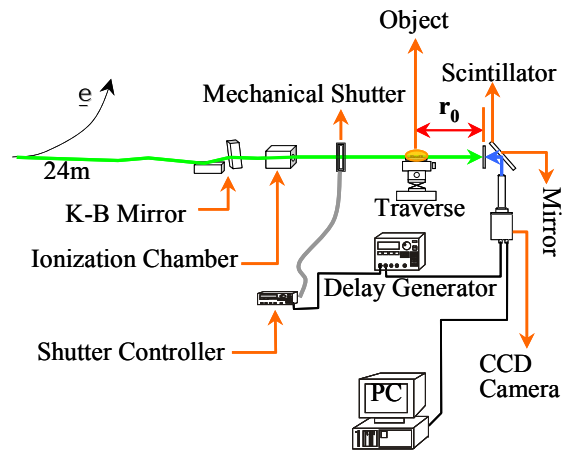 Object
Scintillator
Mechanical Shutter
r0
e
24m
K-B Mirror
Traverse
Mirror
Ionization Chamber
Delay Generator
Shutter Controller
CCD
Camera
PC